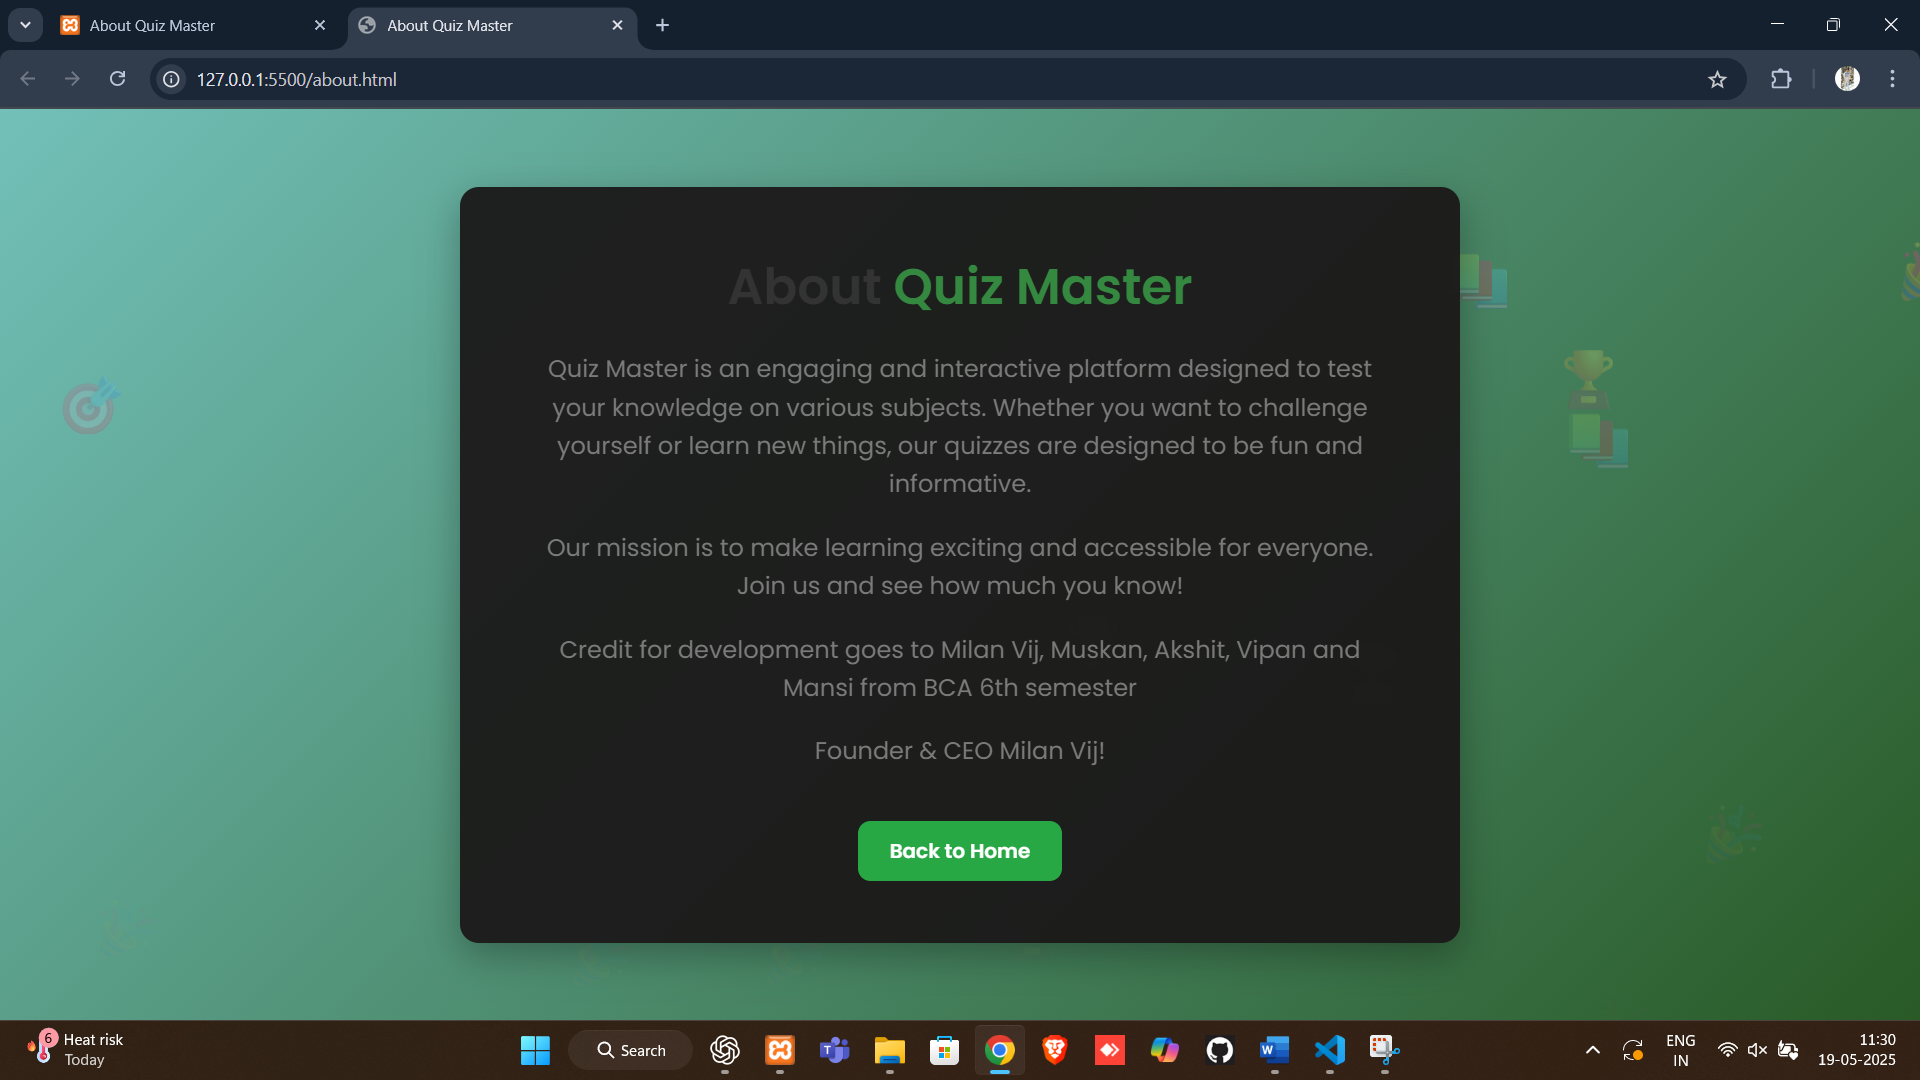 About Quiz Master
About Quiz Master
127.0.0.1:5500/about.html
About Quiz Master
Quiz Master is an engaging and interactive platform designed to test
your knowledge on various subjects. Whether you want to challenge
yourself or learn new things, our quizzes are designed to be fun and
informative.
Our mission is to make learning exciting and accessible for everyone.
Join us and see how much you know!
Credit for development goes to Milan Vij, Muskan, Akshit, Vipan and
Mansi from BCA 6th semester
Founder & CEO Milan Vij!
Back to Home
6
Heat risk
Today
Search
T
W
ENG
IN
11:30
19-05-2025